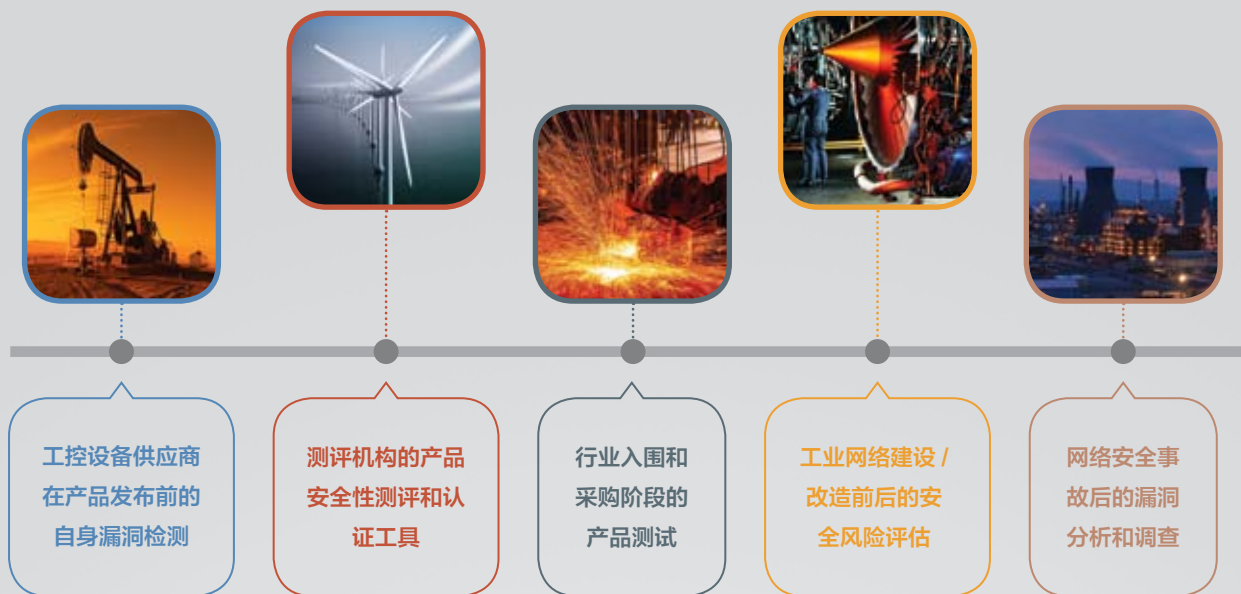 工控设备供应商
在产品发布前的
自身漏洞检测
测评机构的产品
安全性测评和认
证工具
行业入围和
采购阶段的
产品测试
工业网络建设 /
改造前后的安
全风险评估
网络安全事
故后的漏洞
分析和调查